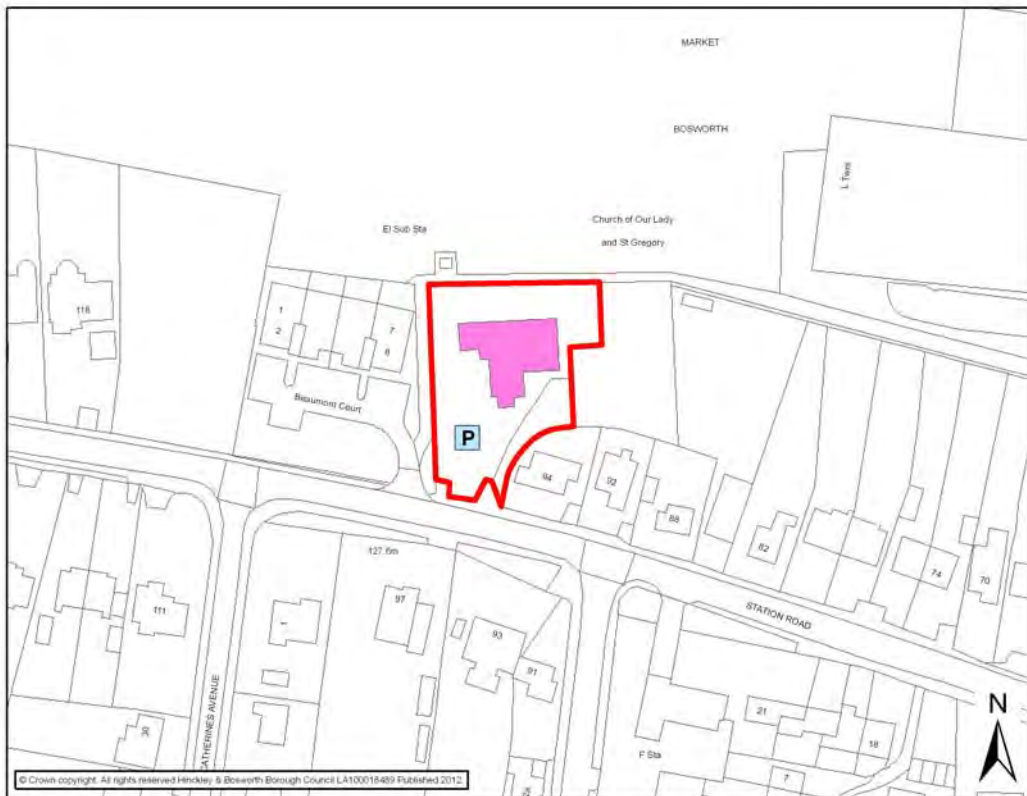 MARKET
BOSWORTH
L Twr
Church of Our Lady
and St Gregory
El Sub Sta
118
1
2
7
8
Beaumont Court
P
94
92
88
82
74
70
127.6m
STATION ROAD
111
1
97
93
91
CATHERINES AVENUE
30
21
18
F Sta
7
N
© Crown copyright. All rights reserved Hinckley & Bosworth Borough Council LA100018489 Published 2012